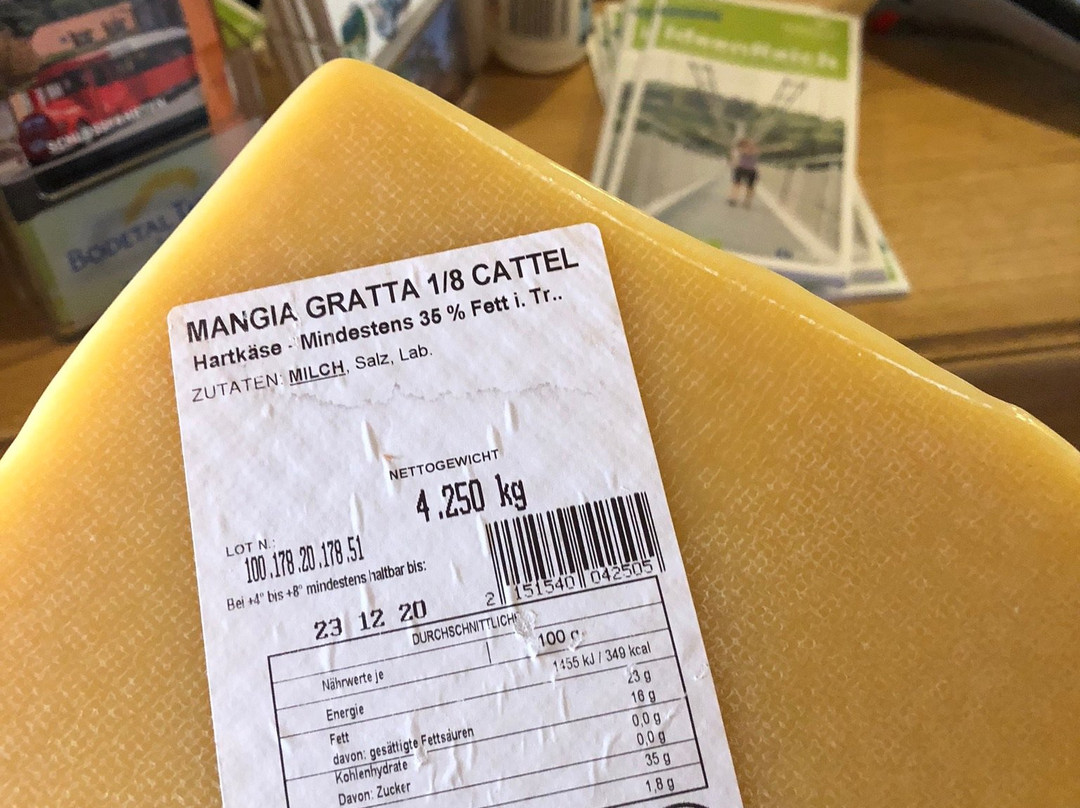 IdeenReich
BODETAL
MANGIA GRATTA 1/8 CATTEL
Hartkäse - Mindestens 35 % Fett i. Tr..
ZUTATEN: MILCH, Salz, Lab.
NETTOGEWICHT
4.250 kg
LOT N.:
100.178.20.178.51
Bei +4° bis +8° mindestens haltbar bis:
23 12 20
2 151540 042505
DURCHSCHNITTLICH
Nährwerte je 100 g
Energie 1455 kJ / 349 kcal
Fett 23 g
davon: gesättigte Fettsäuren 16 g
Kohlenhydrate 0,0 g
Davon: Zucker 0,0 g
35 g
1,8 g